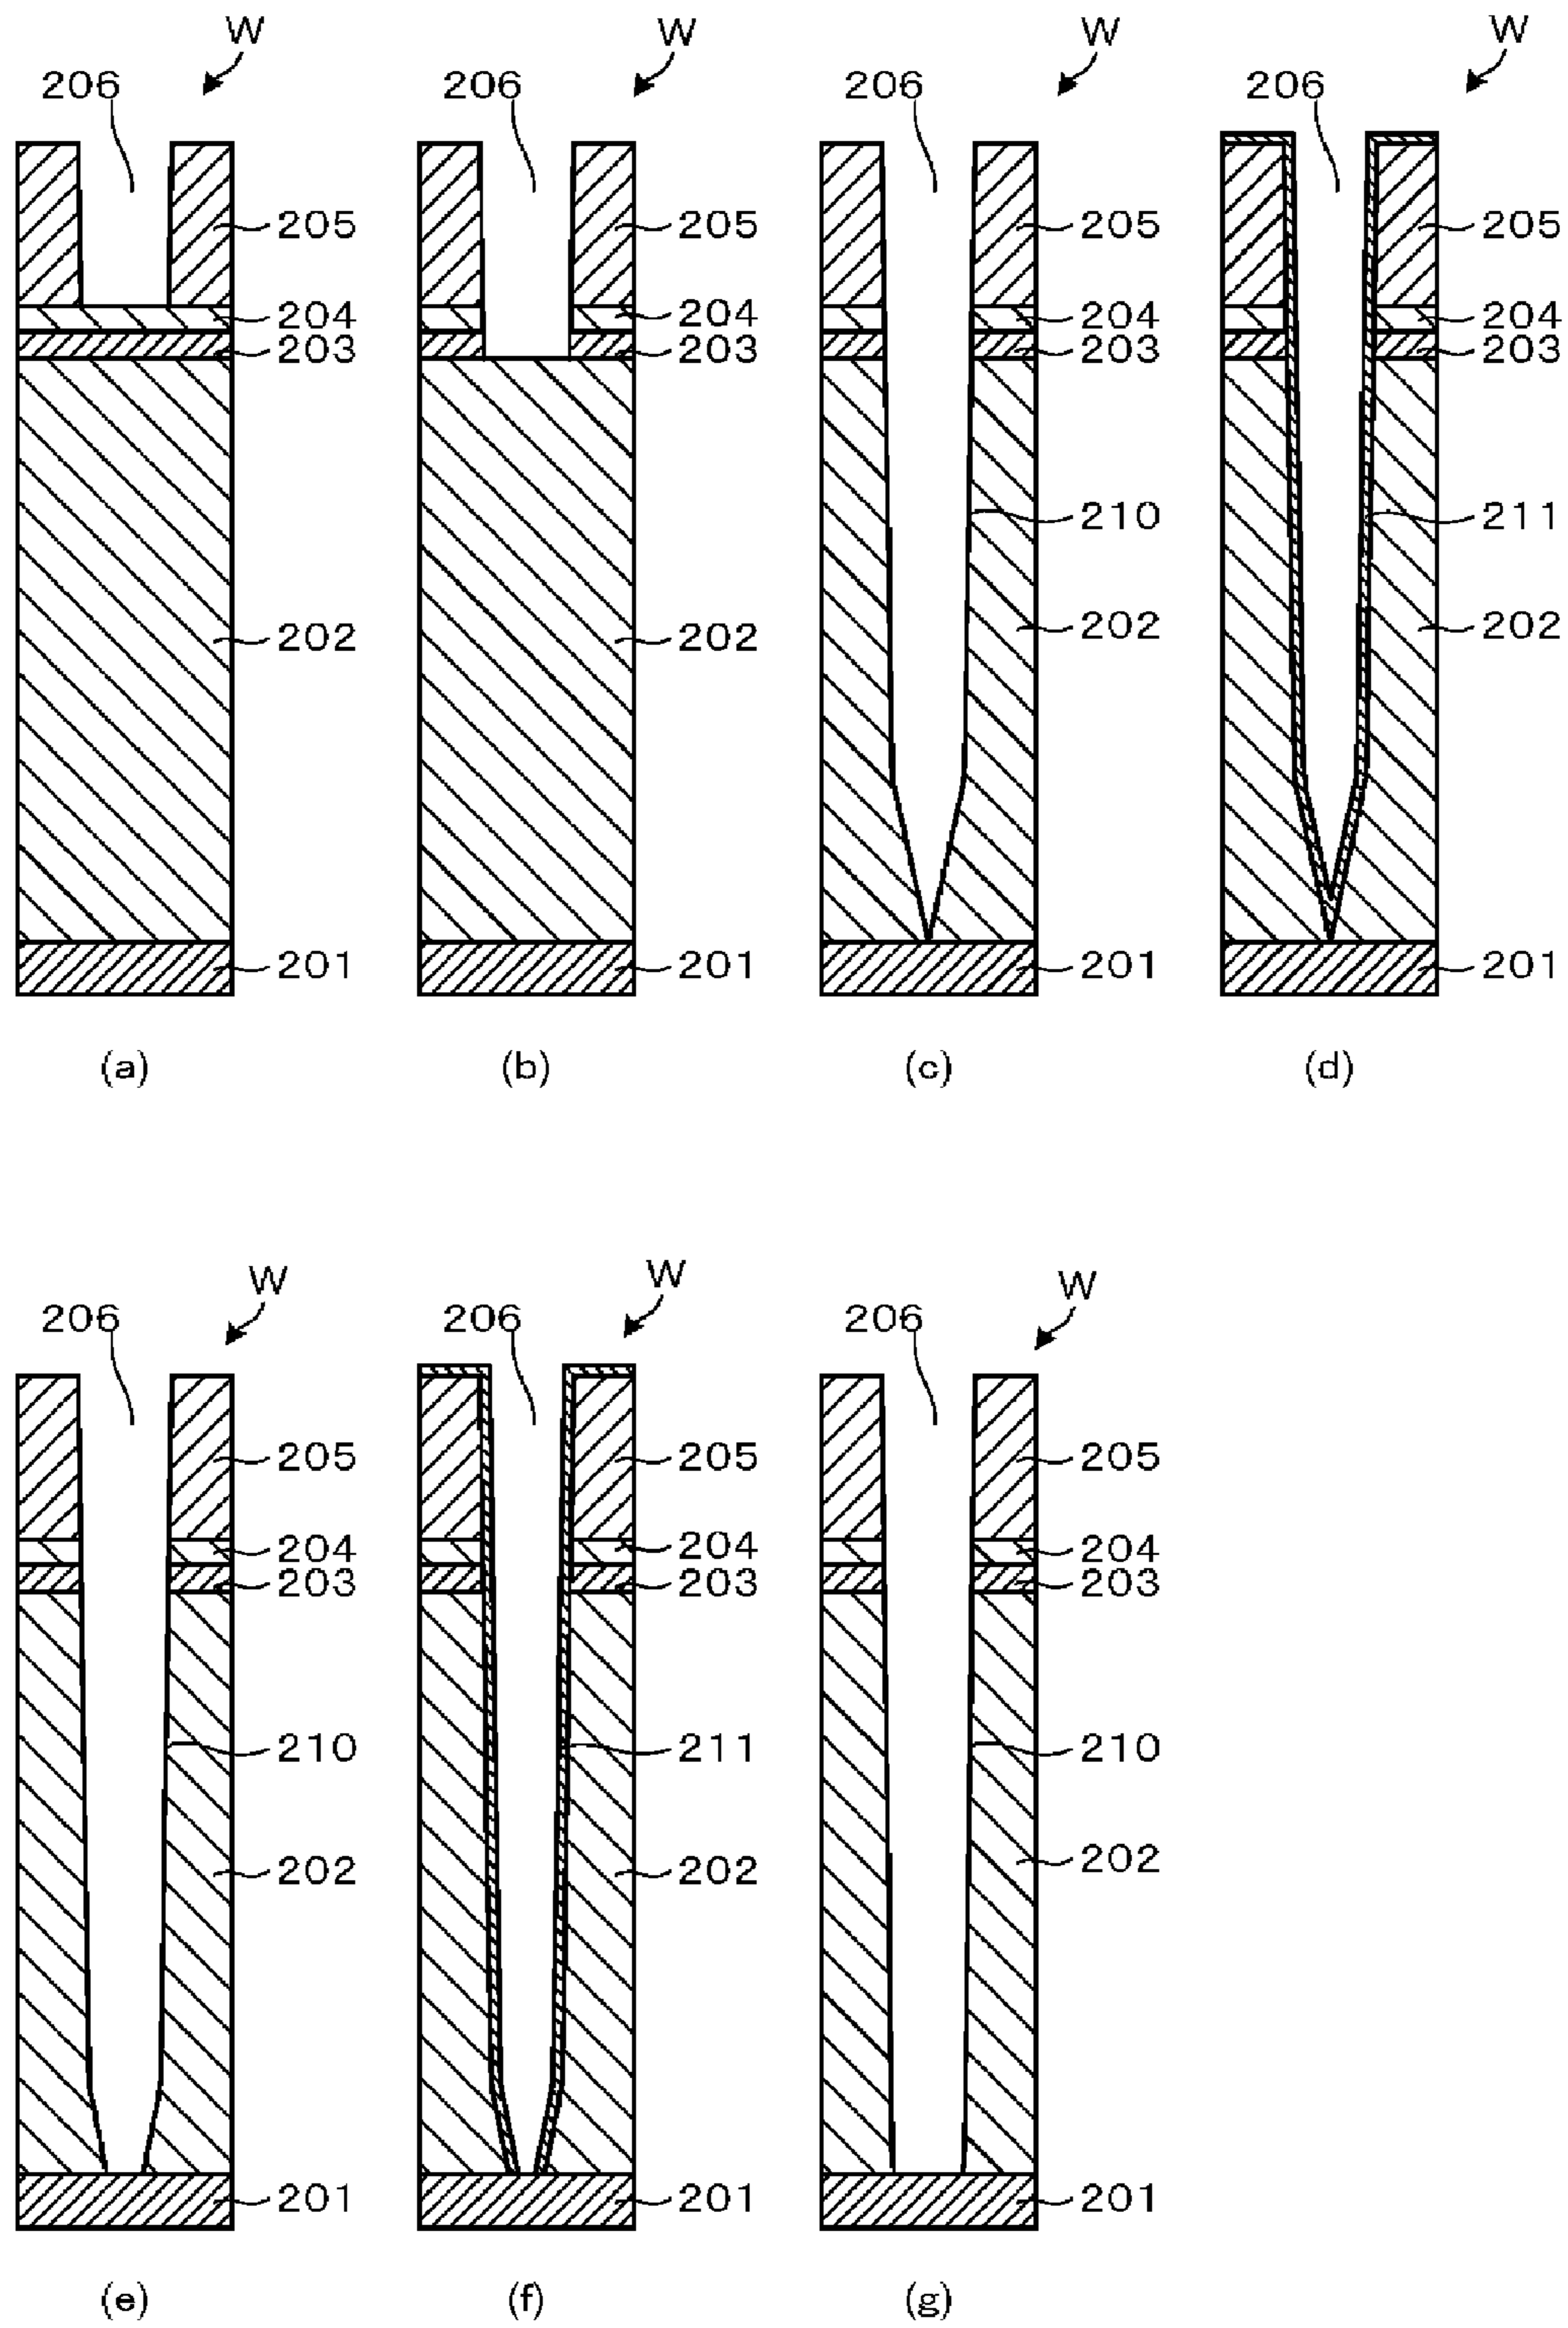 W W W W
206 206 206 206
205 205 205 205
204 204 204 204
203 203 203 203
210 211
202 202 202 202
201 201 201 201
(a) (b) (c) (d)
W W W
206 206 206
205 205 205
204 204 204
203 203 203
210 211 210
202 202 202
201 201 201
(e) (f) (g)